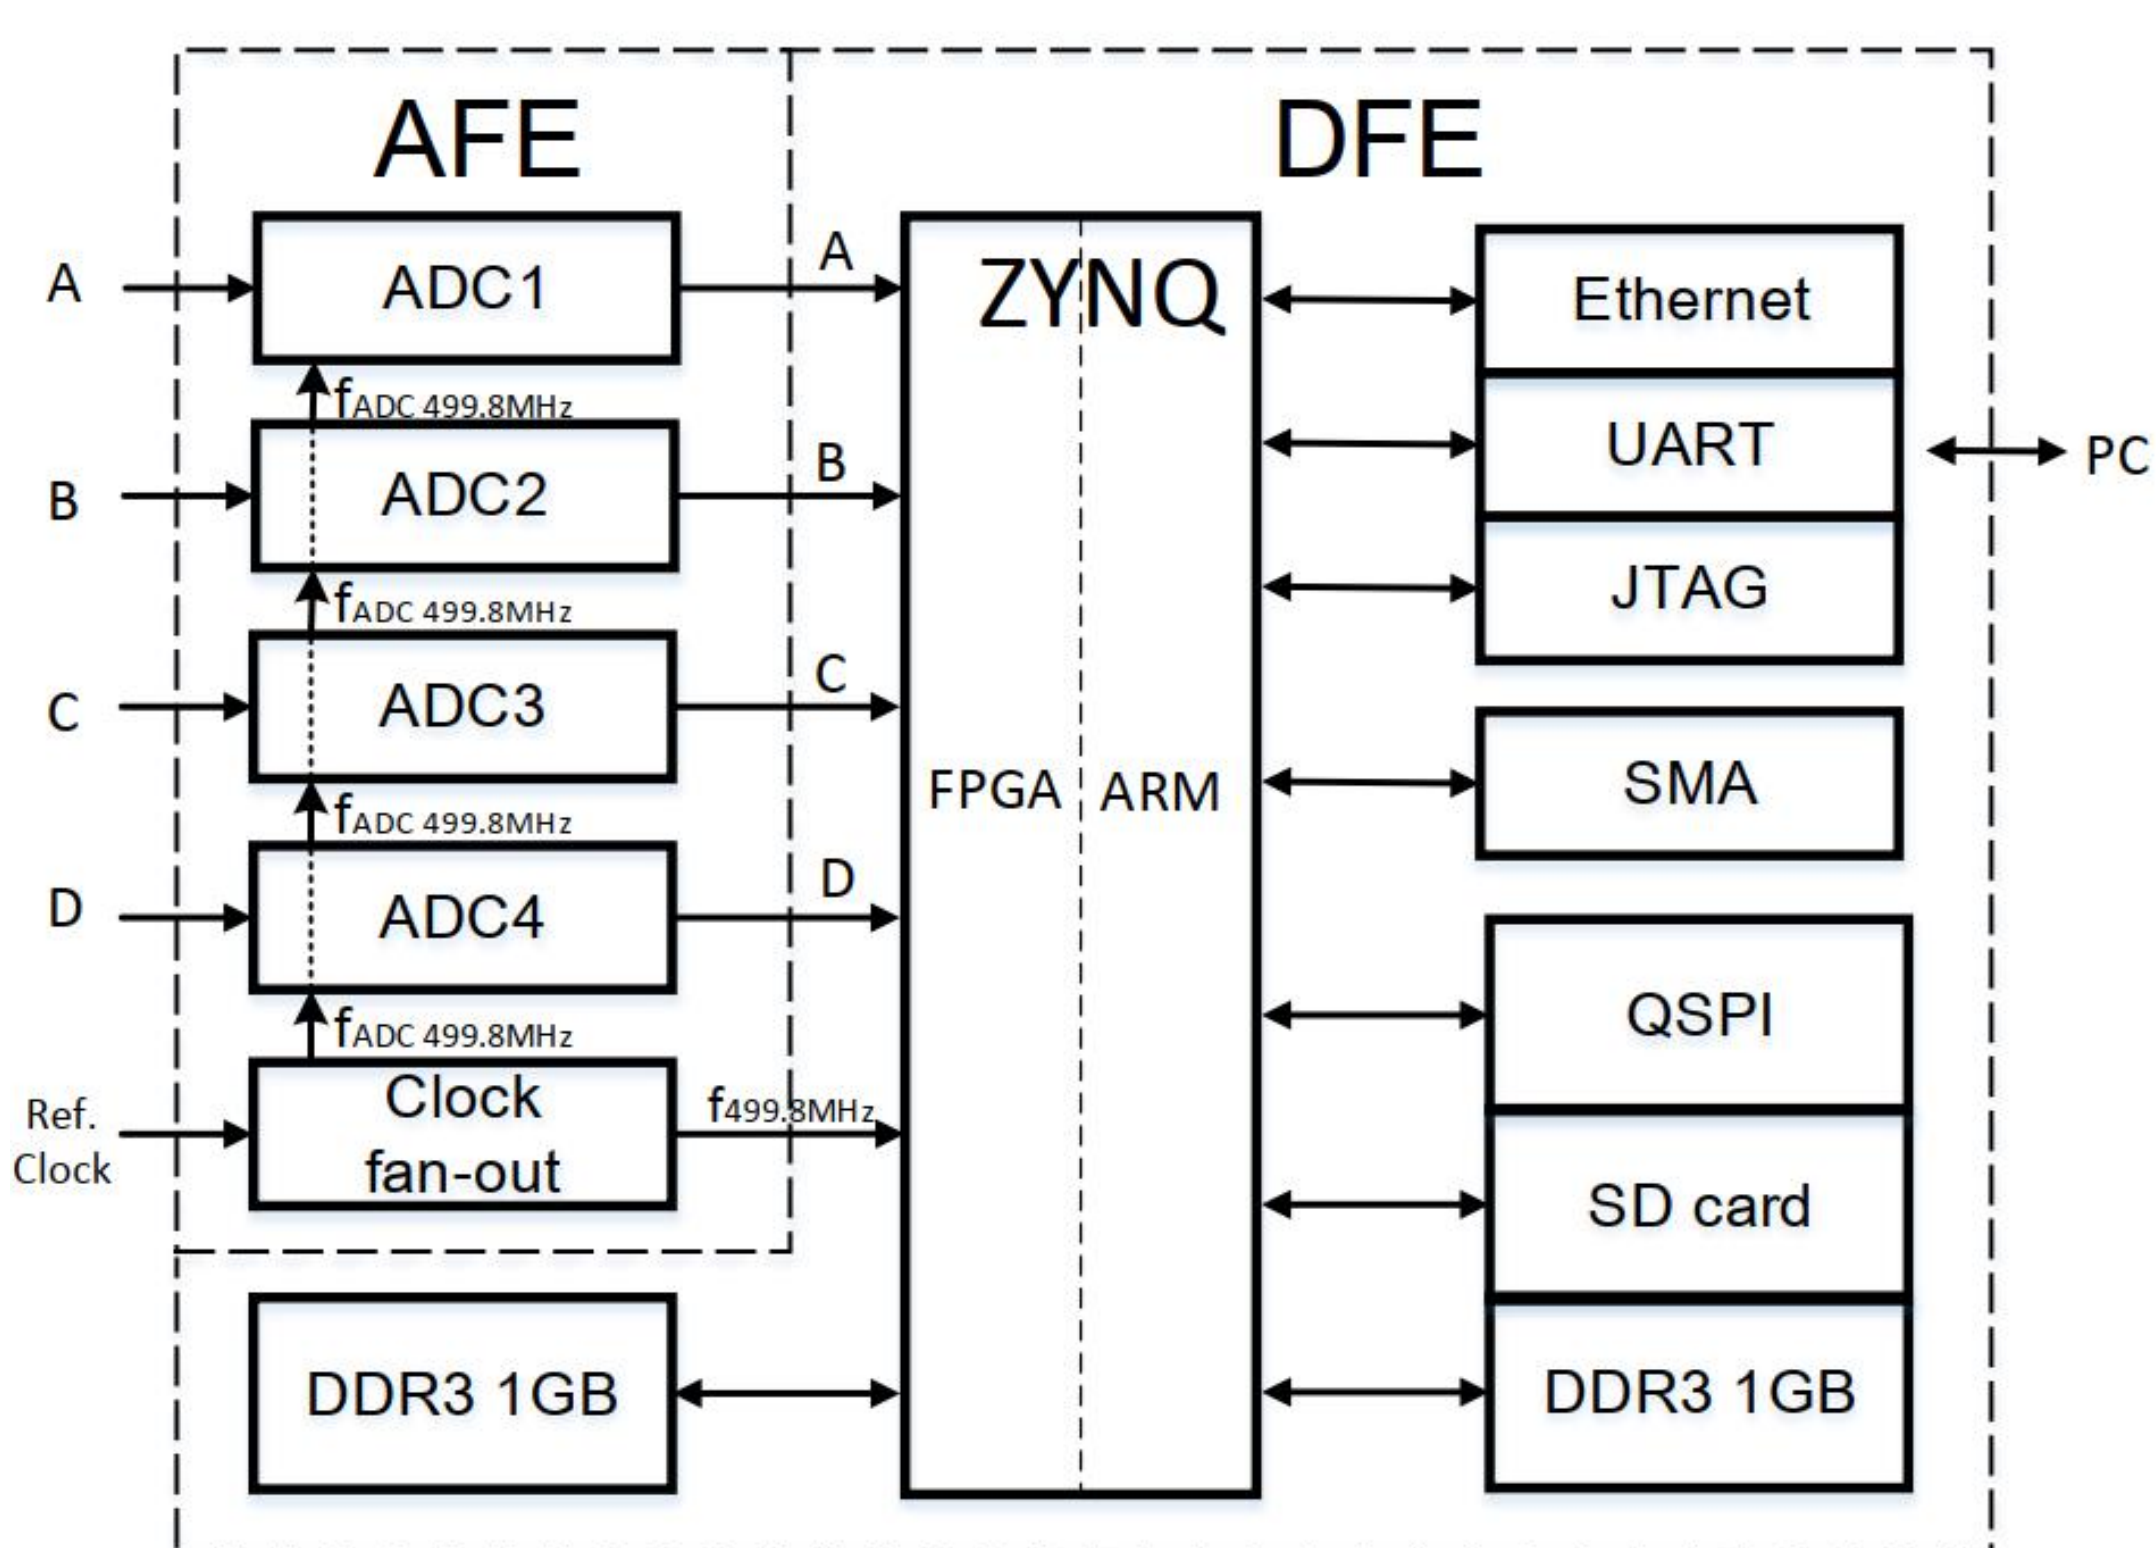 AFE
DFE
A
ADC1
A
ZYNQ
Ethernet
fADC 499.8MHz
B
ADC2
B
UART
PC
fADC 499.8MHz
JTAG
C
ADC3
C
FPGA
ARM
SMA
fADC 499.8MHz
D
ADC4
D
QSPI
fADC 499.8MHz
Ref.
Clock
Clock
fan-out
f499.8MHz
SD card
DDR3 1GB
DDR3 1GB